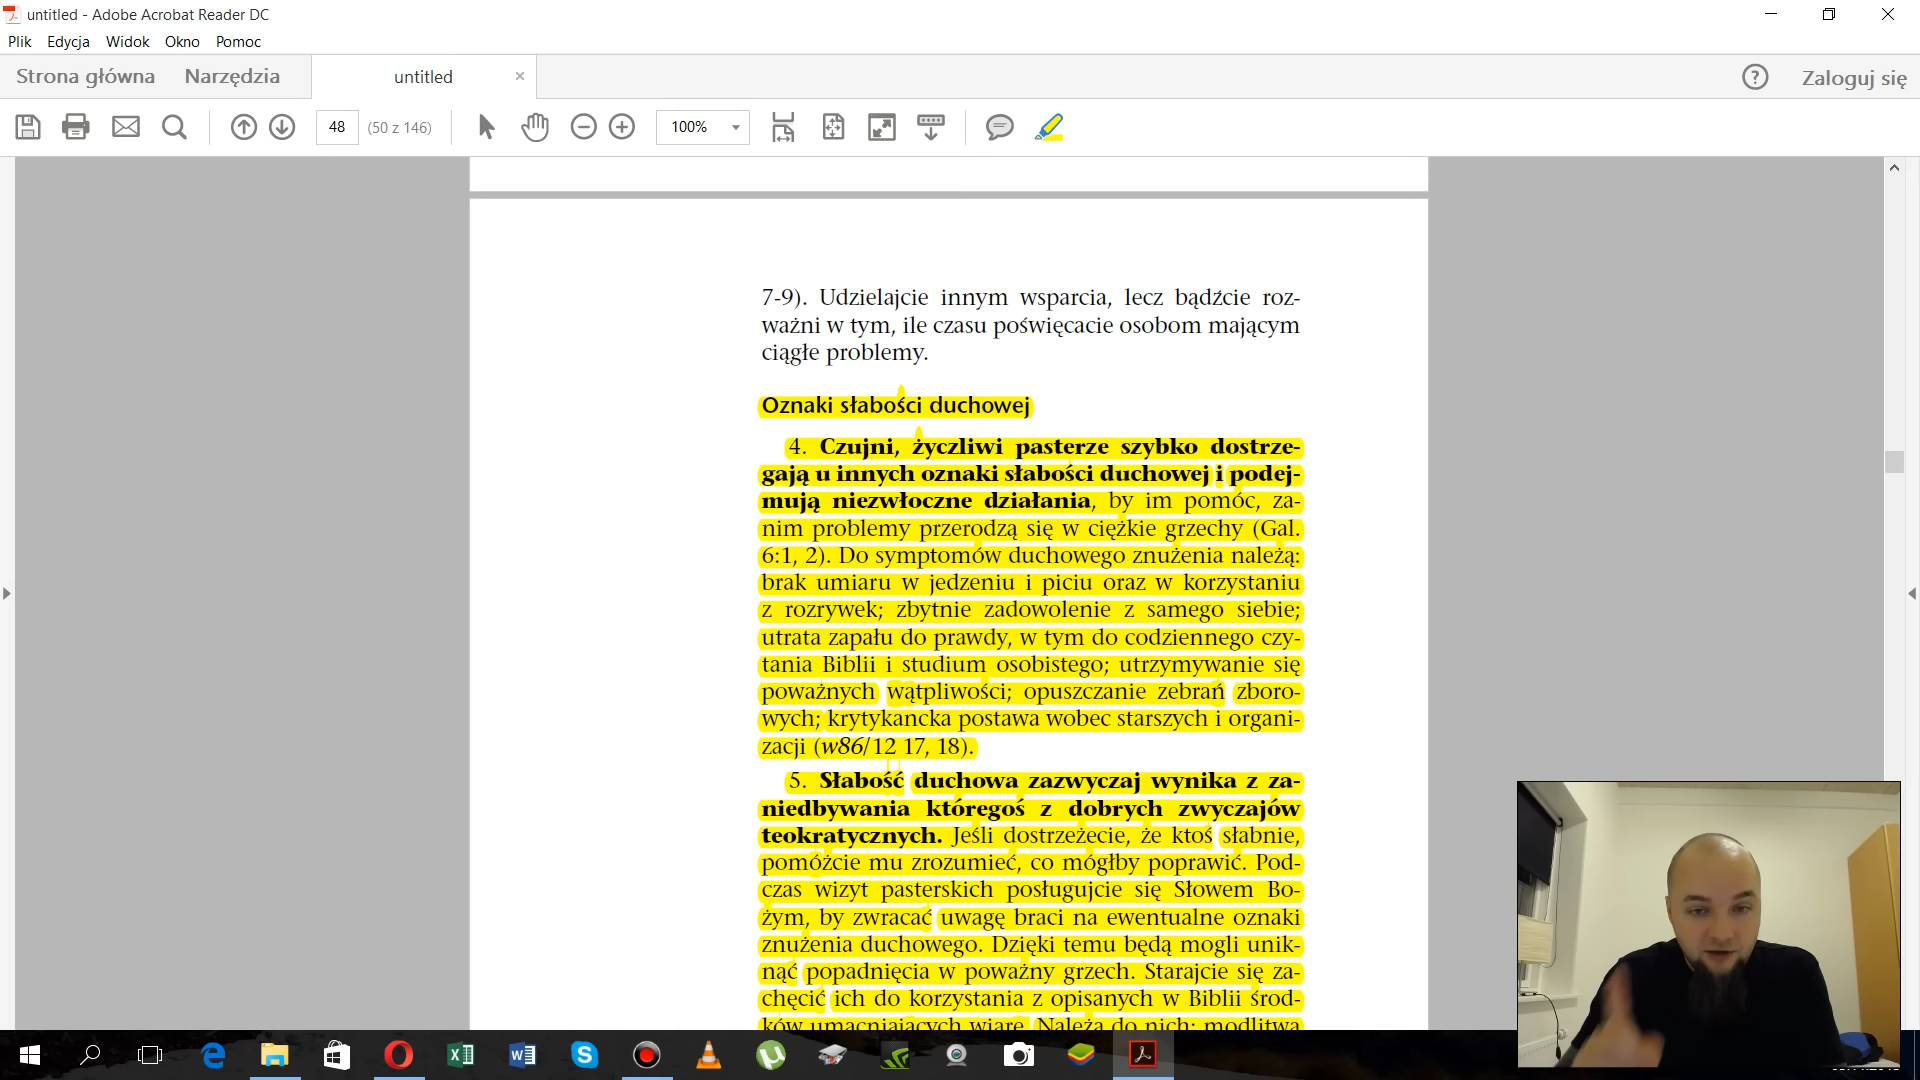 untitled - Adobe Acrobat Reader DC
Plik Edycja Widok Okno Pomoc
Strona główna Narzędzia untitled × ? Zaloguj się
48 (50 z 146) 100%
7-9). Udzielajcie innym wsparcia, lecz bądźcie roz-
ważni w tym, ile czasu poświęcacie osobom mającym
ciągłe problemy.
Oznaki słabości duchowej
4. Czujni, życzliwi pasterze szybko dostrze-
gają u innych oznaki słabości duchowej i podej-
mują niezwłoczne działania, by im pomóc, za-
nim problemy przerodzą się w ciężkie grzechy (Gal.
6:1, 2). Do symptomów duchowego znużenia należą:
brak umiaru w jedzeniu i piciu oraz w korzystaniu
z rozrywek; zbytnie zadowolenie z samego siebie;
utrata zapału do prawdy, w tym do codziennego czy-
tania Biblii i studium osobistego; utrzymywanie się
poważnych wątpliwości; opuszczanie zebrań zboro-
wych; krytykancka postawa wobec starszych i organi-
zacji (w86/12 17, 18).
5. Słabość duchowa zazwyczaj wynika z za-
niedbywania któregoś z dobrych zwyczajów
teokratycznych. Jeśli dostrzeżecie, że ktoś słabnie,
pomóżcie mu zrozumieć, co mógłby poprawić. Pod-
czas wizyt pasterskich posługujcie się Słowem Bo-
żym, by zwracać uwagę braci na ewentualne oznaki
znużenia duchowego. Dzięki temu będą mogli unik-
nąć popadnięcia w poważny grzech. Starajcie się za-
chęcić ich do korzystania z opisanych w Biblii środ-
ków umacniających wiarę. Należą do nich: modlitwa